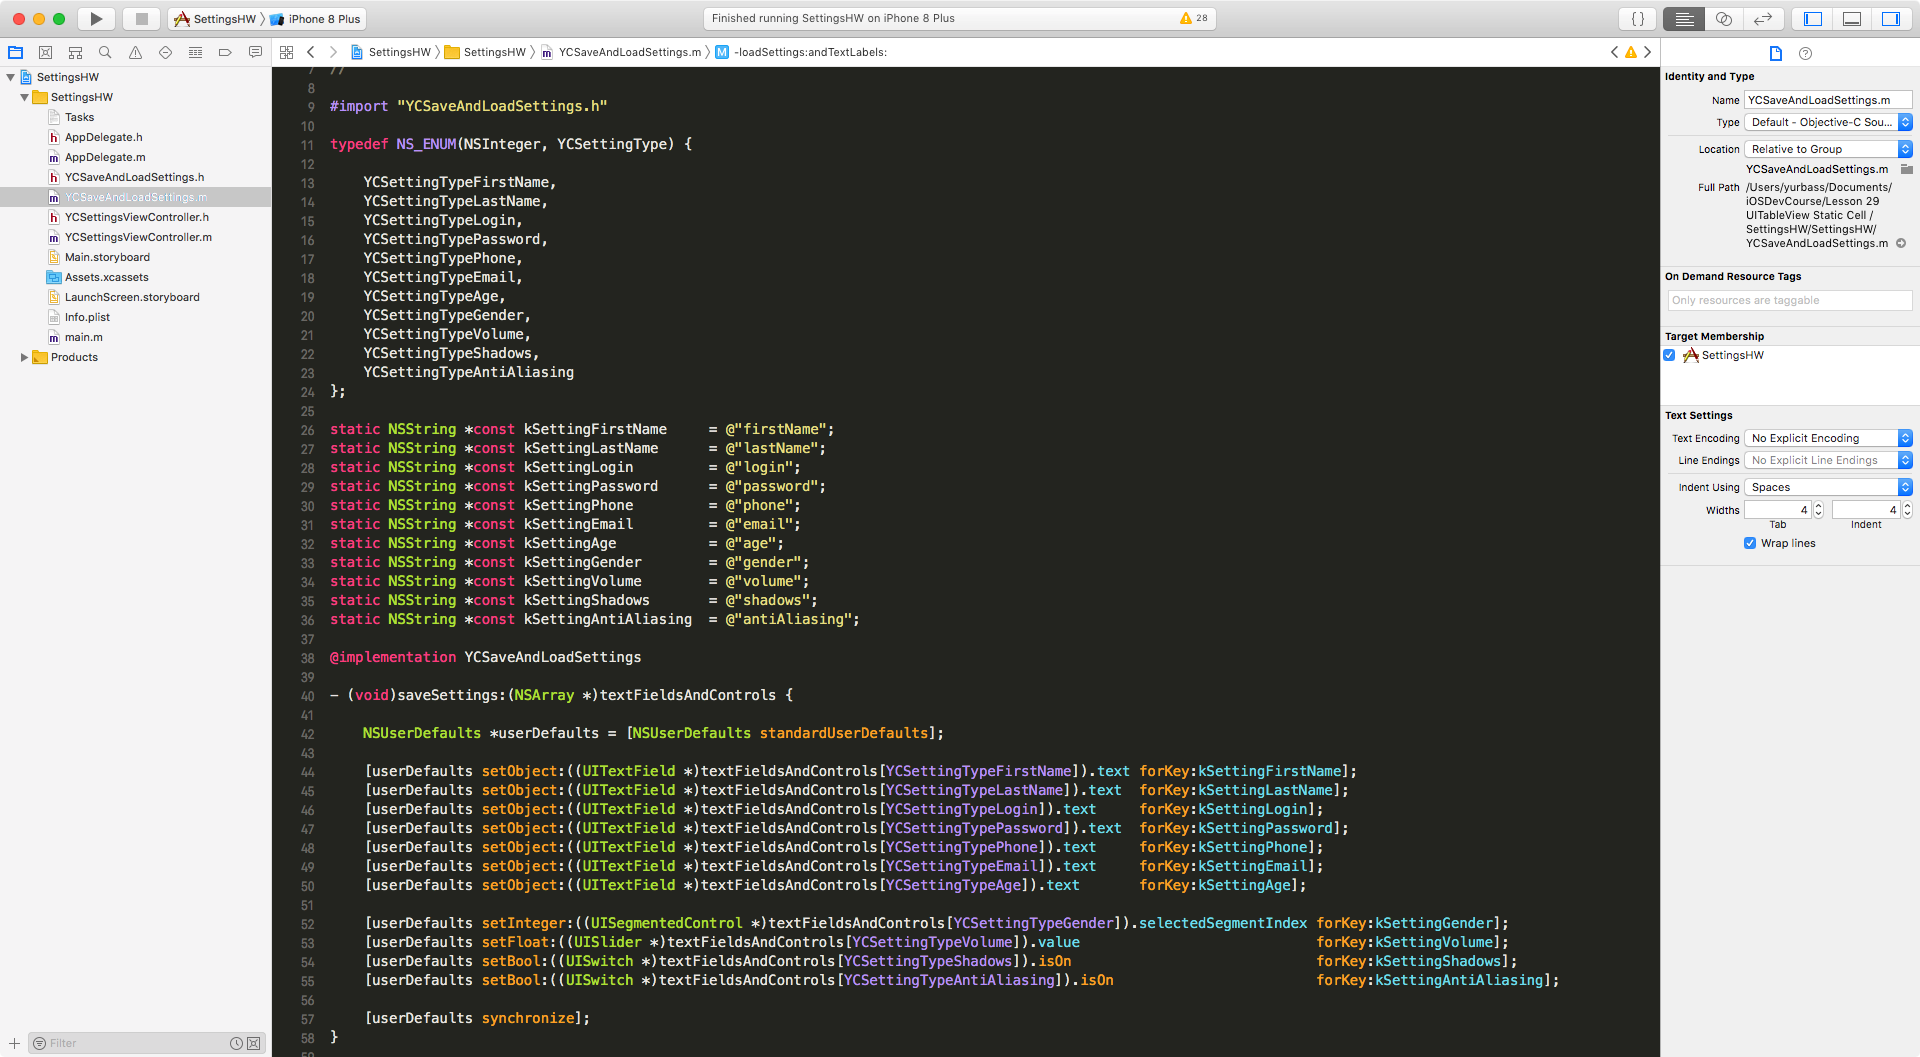 SettingsHW
iPhone 8 Plus
Finished running SettingsHW on iPhone 8 Plus
28
SettingsHW
SettingsHW
YCSaveAndLoadSettings.m
-loadSettings:andTextLabels:
SettingsHW
SettingsHW
Tasks
AppDelegate.h
AppDelegate.m
YCSaveAndLoadSettings.h
YCSaveAndLoadSettings.m
YCSettingsViewController.h
YCSettingsViewController.m
Main.storyboard
Assets.xcassets
LaunchScreen.storyboard
Info.plist
main.m
Products
Filter
7 //
8
9 #import "YCSaveAndLoadSettings.h"
10
11 typedef NS_ENUM(NSInteger, YCSettingType) {
12
13     YCSettingTypeFirstName,
14     YCSettingTypeLastName,
15     YCSettingTypeLogin,
16     YCSettingTypePassword,
17     YCSettingTypePhone,
18     YCSettingTypeEmail,
19     YCSettingTypeAge,
20     YCSettingTypeGender,
21     YCSettingTypeVolume,
22     YCSettingTypeShadows,
23     YCSettingTypeAntiAliasing
24 };
25
26 static NSString *const kSettingFirstName     = @"firstName";
27 static NSString *const kSettingLastName      = @"lastName";
28 static NSString *const kSettingLogin         = @"login";
29 static NSString *const kSettingPassword      = @"password";
30 static NSString *const kSettingPhone         = @"phone";
31 static NSString *const kSettingEmail         = @"email";
32 static NSString *const kSettingAge           = @"age";
33 static NSString *const kSettingGender        = @"gender";
34 static NSString *const kSettingVolume        = @"volume";
35 static NSString *const kSettingShadows       = @"shadows";
36 static NSString *const kSettingAntiAliasing  = @"antiAliasing";
37
38 @implementation YCSaveAndLoadSettings
39
40 - (void)saveSettings:(NSArray *)textFieldsAndControls {
41
42     NSUserDefaults *userDefaults = [NSUserDefaults standardUserDefaults];
43
44     [userDefaults setObject:((UITextField *)textFieldsAndControls[YCSettingTypeFirstName]).text forKey:kSettingFirstName];
45     [userDefaults setObject:((UITextField *)textFieldsAndControls[YCSettingTypeLastName]).text  forKey:kSettingLastName];
46     [userDefaults setObject:((UITextField *)textFieldsAndControls[YCSettingTypeLogin]).text     forKey:kSettingLogin];
47     [userDefaults setObject:((UITextField *)textFieldsAndControls[YCSettingTypePassword]).text  forKey:kSettingPassword];
48     [userDefaults setObject:((UITextField *)textFieldsAndControls[YCSettingTypePhone]).text     forKey:kSettingPhone];
49     [userDefaults setObject:((UITextField *)textFieldsAndControls[YCSettingTypeEmail]).text     forKey:kSettingEmail];
50     [userDefaults setObject:((UITextField *)textFieldsAndControls[YCSettingTypeAge]).text       forKey:kSettingAge];
51
52     [userDefaults setInteger:((UISegmentedControl *)textFieldsAndControls[YCSettingTypeGender]).selectedSegmentIndex forKey:kSettingGender];
53     [userDefaults setFloat:((UISlider *)textFieldsAndControls[YCSettingTypeVolume]).value                            forKey:kSettingVolume];
54     [userDefaults setBool:((UISwitch *)textFieldsAndControls[YCSettingTypeShadows]).isOn                             forKey:kSettingShadows];
55     [userDefaults setBool:((UISwitch *)textFieldsAndControls[YCSettingTypeAntiAliasing]).isOn                        forKey:kSettingAntiAliasing];
56
57     [userDefaults synchronize];
58 }
59
Identity and Type
Name YCSaveAndLoadSettings.m
Type Default - Objective-C Sou...
Location Relative to Group
YCSaveAndLoadSettings.m
Full Path /Users/yurbass/Documents/
iOSDevCourse/Lesson 29
UITableView Static Cell /
SettingsHW/SettingsHW/
YCSaveAndLoadSettings.m
On Demand Resource Tags
Only resources are taggable
Target Membership
SettingsHW
Text Settings
Text Encoding No Explicit Encoding
Line Endings No Explicit Line Endings
Indent Using Spaces
Widths 4 4
Tab Indent
Wrap lines